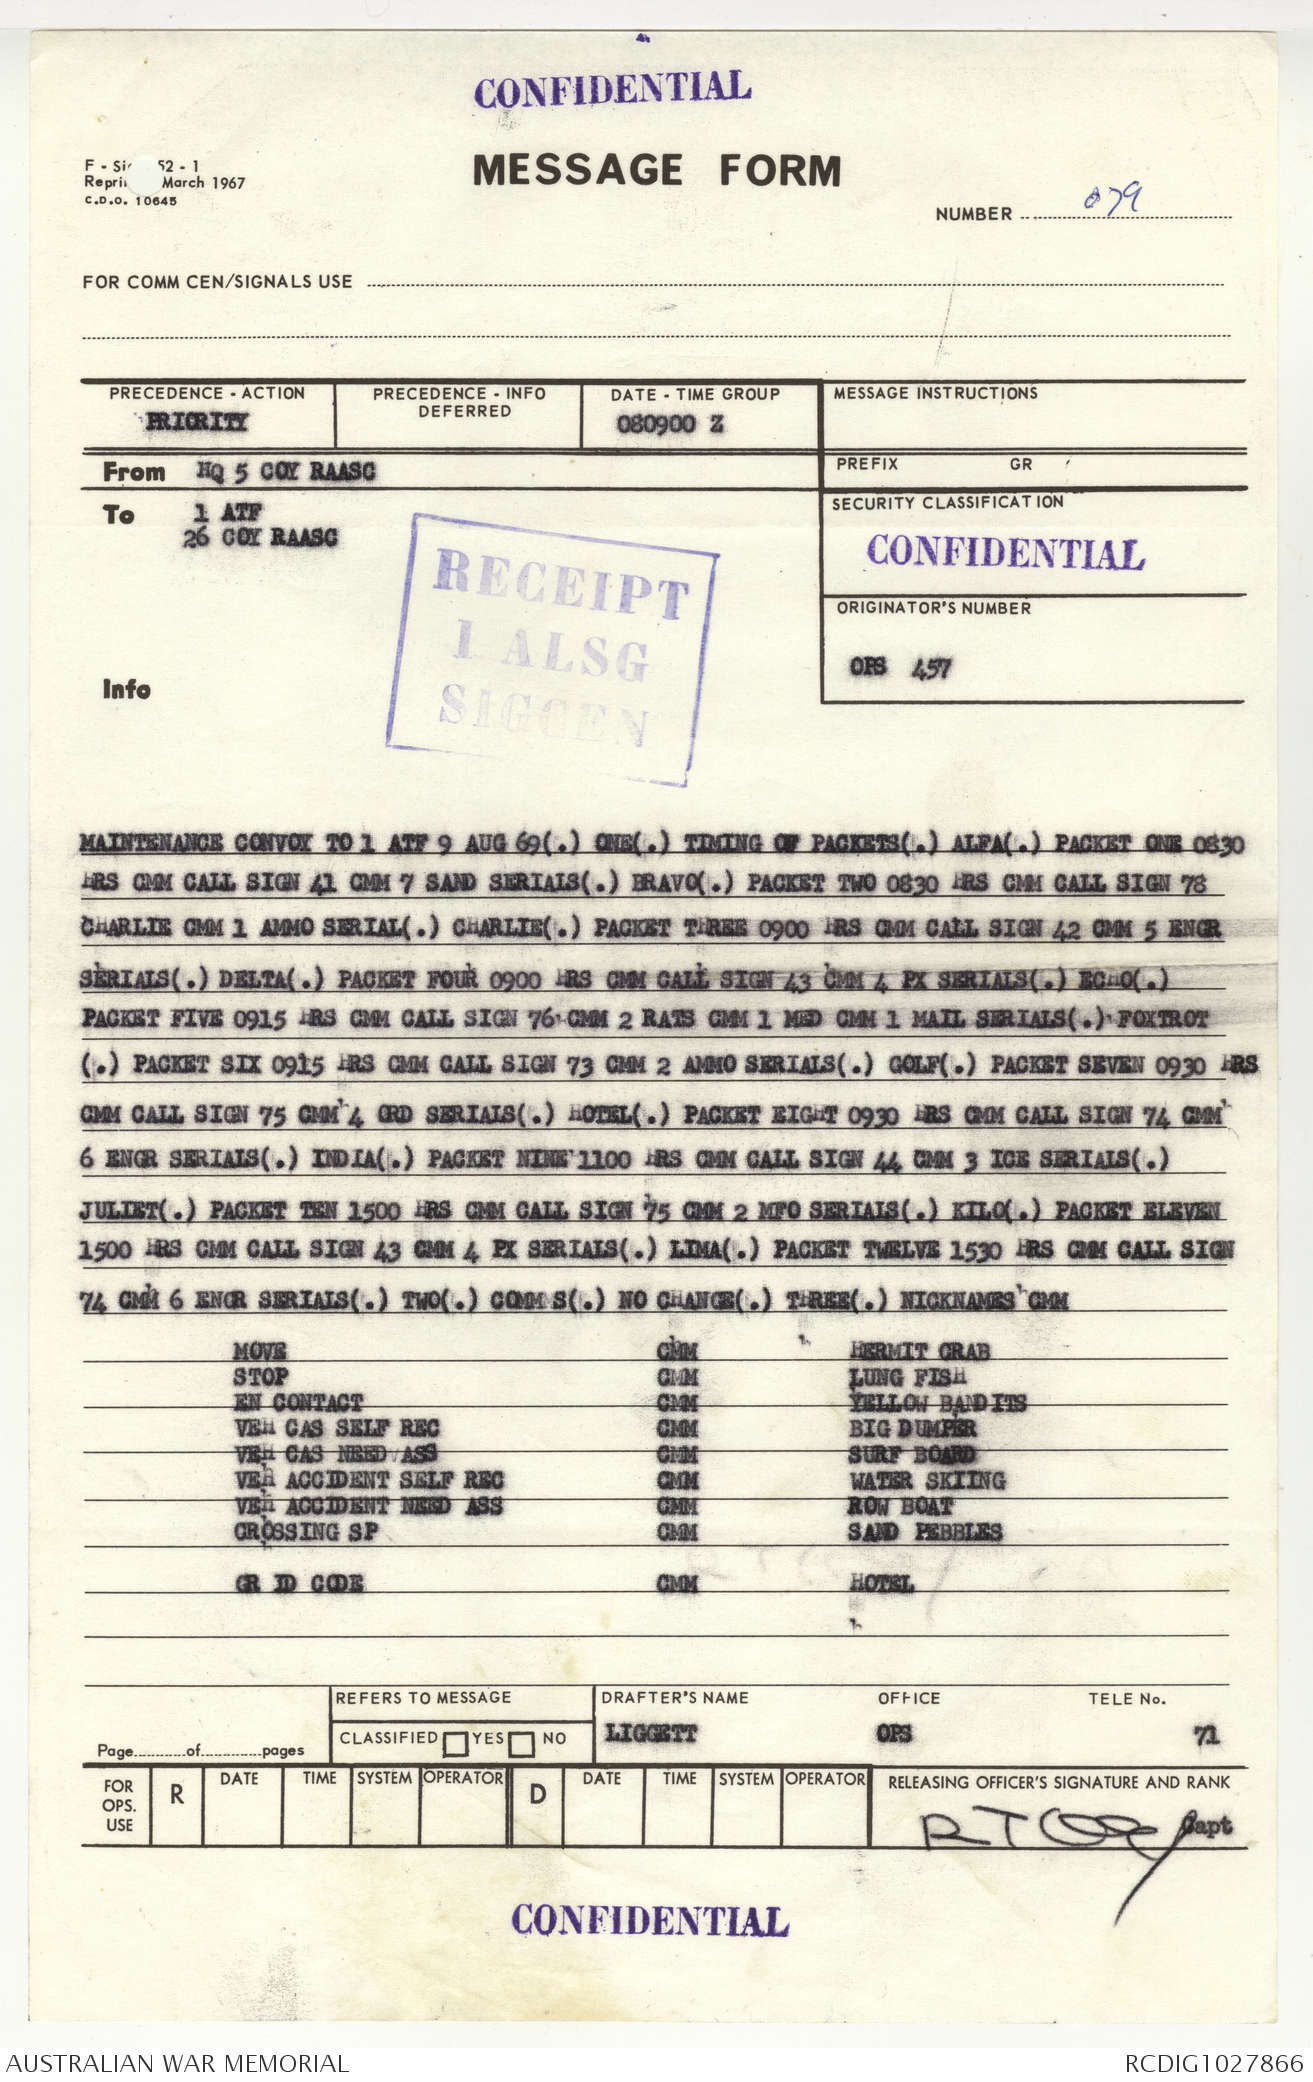 CONFIDENTIAL
MESSAGE FORM
F - Si 52 - 1
Reprin March 1967
C.D.O. 10645
NUMBER 079
FOR COMM CEN/SIGNALS USE
PRECEDENCE - ACTION
PRIORITY
PRECEDENCE - INFO
DEFERRED
DATE - TIME GROUP
080900 Z
MESSAGE INSTRUCTIONS
From HQ 5 COY RAASC
PREFIX GR
To 1 ATF
26 COY RAASC
SECURITY CLASSIFICATION
CONFIDENTIAL
RECEIPT
1 ALSG
SIGCEN
ORIGINATOR'S NUMBER
OPS 457
Info
MAINTENANCE CONVOY TO 1 ATF 9 AUG 69(.) ONE(.) TIMING OF PACKETS(.) ALFA(.) PACKET ONE 0830
HRS CMM CALL SIGN 41 CMM 7 SAND SERIALS(.) BRAVO(.) PACKET TWO 0830 HRS CMM CALL SIGN 78
CHARLIE CMM 1 AMMO SERIAL(.) CHARLIE(.) PACKET THREE 0900 HRS CMM CALL SIGN 42 CMM 5 ENGR
SERIALS(.) DELTA(.) PACKET FOUR 0900 HRS CMM CALL SIGN 43 CMM 4 PX SERIALS(.) ECHO(.)
PACKET FIVE 0915 HRS CMM CALL SIGN 76 CMM 2 RATS CMM 1 MED CMM 1 MAIL SERIALS(.) FOXTROT
(.) PACKET SIX 0915 HRS CMM CALL SIGN 73 CMM 2 AMMO SERIALS(.) GOLF(.) PACKET SEVEN 0930 HRS
CMM CALL SIGN 75 CMM 4 ORD SERIALS(.) HOTEL(.) PACKET EIGHT 0930 HRS CMM CALL SIGN 74 CMM
6 ENGR SERIALS(.) INDIA(.) PACKET NINE 1100 HRS CMM CALL SIGN 44 CMM 3 ICE SERIALS(.)
JULIET(.) PACKET TEN 1500 HRS CMM CALL SIGN 75 CMM 2 MFO SERIALS(.) KILO(.) PACKET ELEVEN
1500 HRS CMM CALL SIGN 43 CMM 4 PX SERIALS(.) LIMA(.) PACKET TWELVE 1530 HRS CMM CALL SIGN
74 CMM 6 ENGR SERIALS(.) TWO(.) COMMS(.) NO CHANGE(.) THREE(.) NICKNAMES CMM
MOVE CMM HERMIT CRAB
STOP CMM LUNG FISH
EN CONTACT CMM YELLOW BANDITS
VEH CAS SELF REC CMM BIG DUMPER
VEH CAS NEED ASS CMM SURF BOARD
VEH ACCIDENT SELF REC CMM WATER SKIING
VEH ACCIDENT NEED ASS CMM ROW BOAT
CROSSING SP CMM SAND PEBBLES
GRID CODE CMM HOTEL
REFERS TO MESSAGE
DRAFTER'S NAME OFFICE TELE No.
Page of pages
CLASSIFIED YES NO
LIGGETT OPS 71
FOR OPS. USE R DATE TIME SYSTEM OPERATOR D DATE TIME SYSTEM OPERATOR RELEASING OFFICER'S SIGNATURE AND RANK
Capt
CONFIDENTIAL
AUSTRALIAN WAR MEMORIAL RCDIG1027866